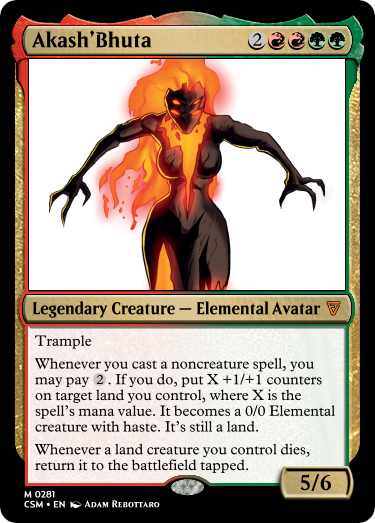 Akash'Bhuta 2
Legendary Creature — Elemental Avatar
Trample
Whenever you cast a noncreature spell, you
may pay 2. If you do, put X +1/+1 counters
on target land you control, where X is the
spell's mana value. It becomes a 0/0 Elemental
creature with haste. It's still a land.
Whenever a land creature you control dies,
return it to the battlefield tapped.
5/6
M 0281
CSM • EN Adam Rebottaro